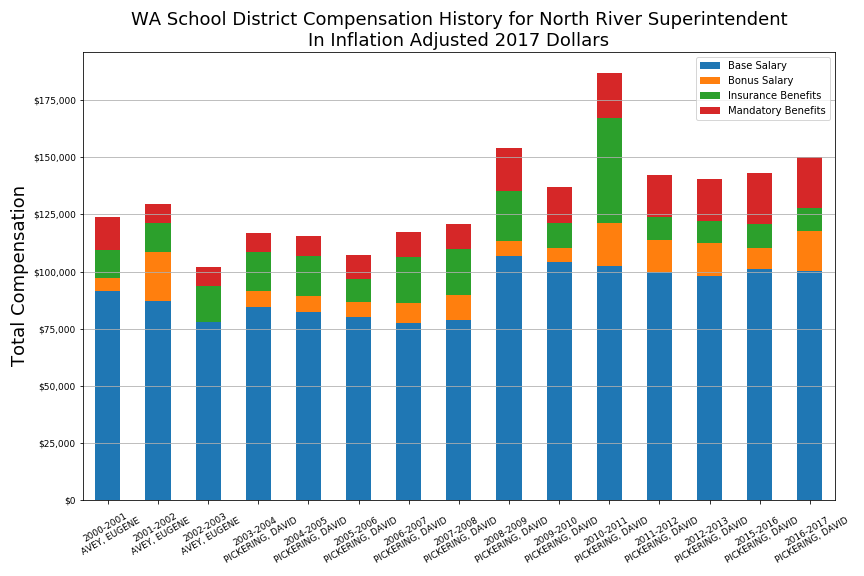 WA School District Compensation History for North River Superintendent
In Inflation Adjusted 2017 Dollars
Base Salary
Bonus Salary
Insurance Benefits
Mandatory Benefits
Total Compensation
$175,000
$150,000
$125,000
$100,000
$75,000
$50,000
$25,000
$0
2000-2001
AVEY, EUGENE
2001-2002
AVEY, EUGENE
2002-2003
AVEY, EUGENE
2003-2004
PICKERING, DAVID
2004-2005
PICKERING, DAVID
2005-2006
PICKERING, DAVID
2006-2007
PICKERING, DAVID
2007-2008
PICKERING, DAVID
2008-2009
PICKERING, DAVID
2009-2010
PICKERING, DAVID
2010-2011
PICKERING, DAVID
2011-2012
PICKERING, DAVID
2012-2013
PICKERING, DAVID
2015-2016
PICKERING, DAVID
2016-2017
PICKERING, DAVID